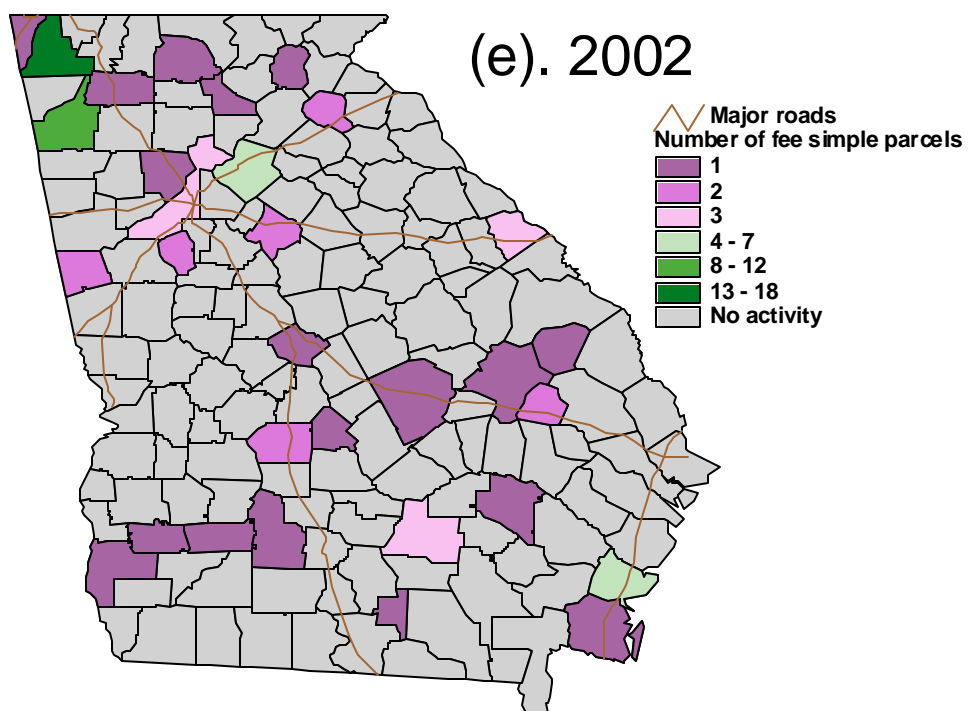 (e). 2002
Major roads
Number of fee simple parcels
1
2
3
4 - 7
8 - 12
13 - 18
No activity